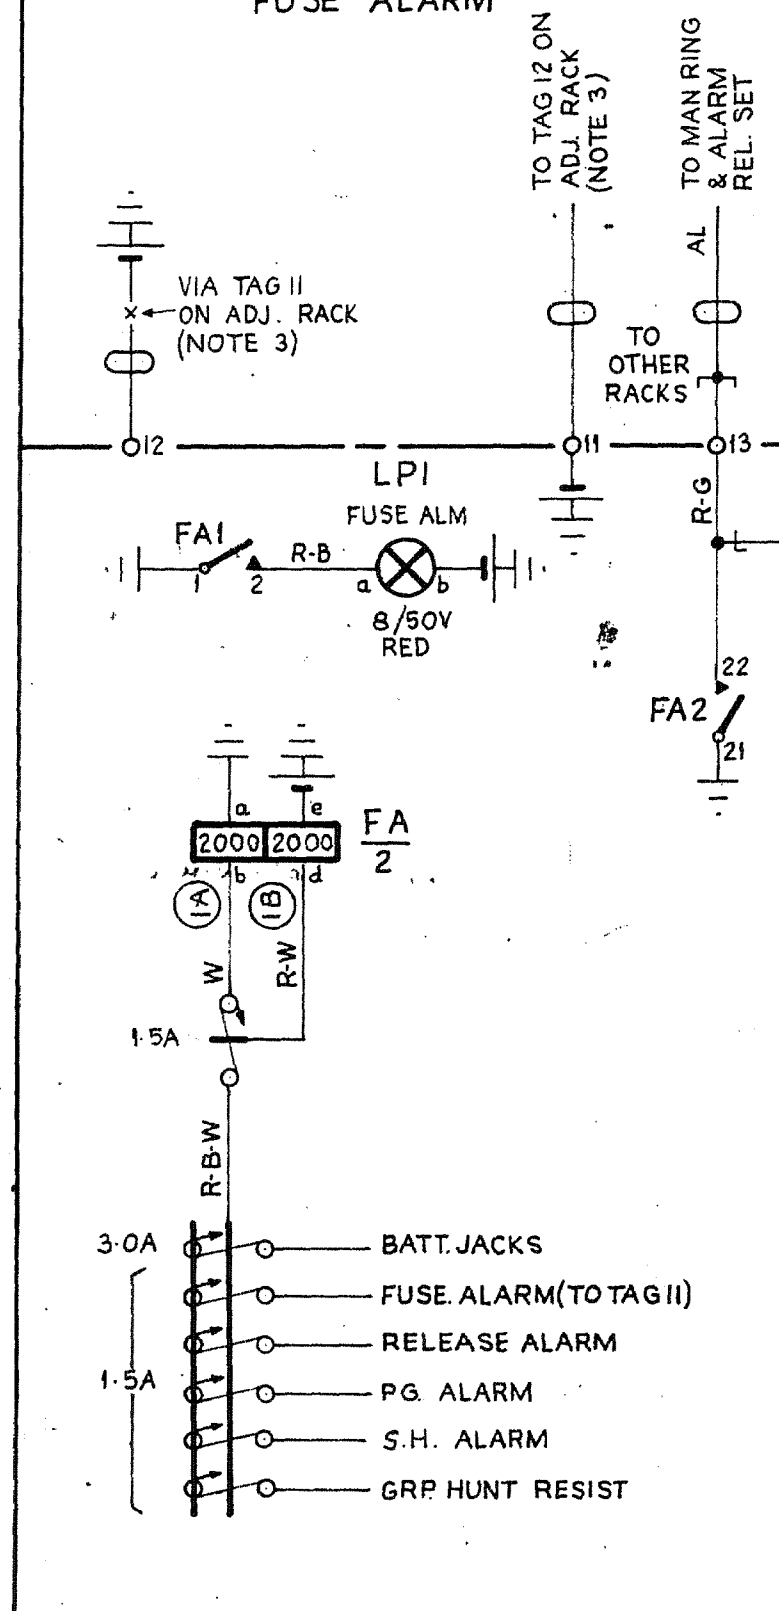 FUSE ALARM
TO TAG 12 ON
ADJ. RACK
(NOTE 3)
TO MAN RING
& ALARM
REL. SET
AL
VIA TAG 11
ON ADJ. RACK
(NOTE 3)
TO
OTHER
RACKS
12
11
13
LP1
FUSE ALM
R-G
FA1
1
2
R-B
a
b
8/50V
RED
22
FA2
21
a
e
2000
2000
FA
2
b
d
1A
1B
W
R-W
1.5A
R-B-W
3.0A
BATT. JACKS
FUSE. ALARM (TO TAG 11)
RELEASE ALARM
1.5A
PG. ALARM
S.H. ALARM
GRP. HUNT RESIST